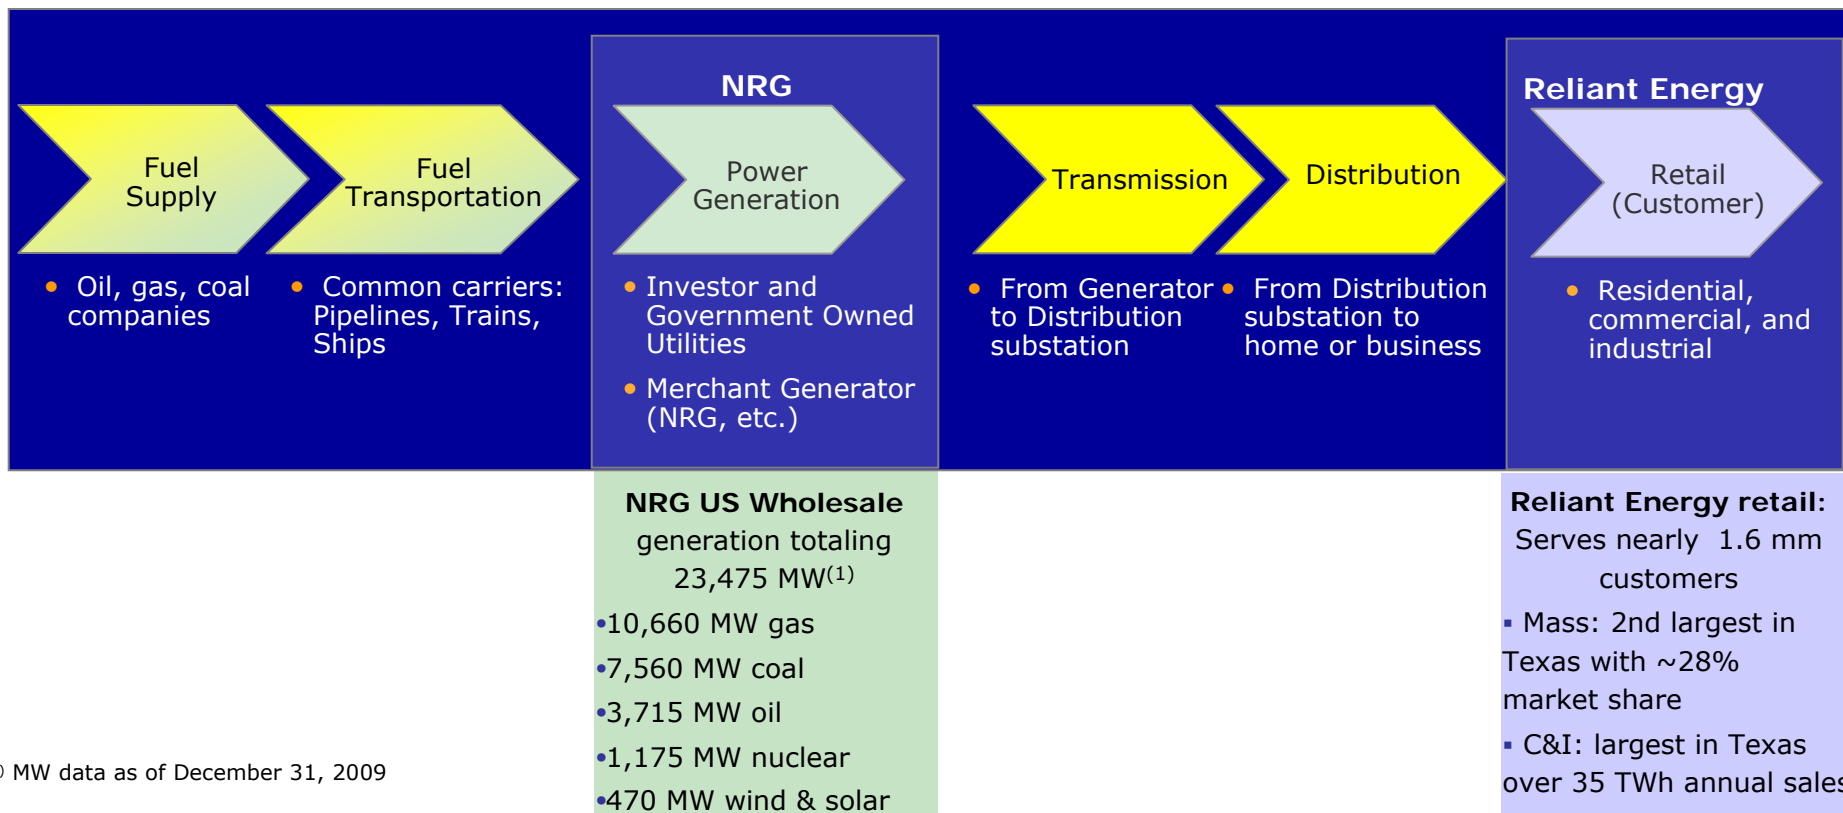 NRG
Reliant Energy
Fuel
Supply
Fuel
Transportation
Power
Generation
Transmission
Distribution
Retail
(Customer)
• Oil, gas, coal
companies
• Common carriers:
Pipelines, Trains,
Ships
• Investor and
Government Owned
Utilities
• Merchant Generator
(NRG, etc.)
• From Generator
to Distribution
substation
• From Distribution
substation to
home or business
• Residential,
commercial, and
industrial
NRG US Wholesale
generation totaling
23,475 MW(1)
•10,660 MW gas
•7,560 MW coal
•3,715 MW oil
•1,175 MW nuclear
•470 MW wind & solar
Reliant Energy retail:
Serves nearly 1.6 mm
customers
▪ Mass: 2nd largest in
Texas with ~28%
market share
▪ C&I: largest in Texas
over 35 TWh annual sales
) MW data as of December 31, 2009